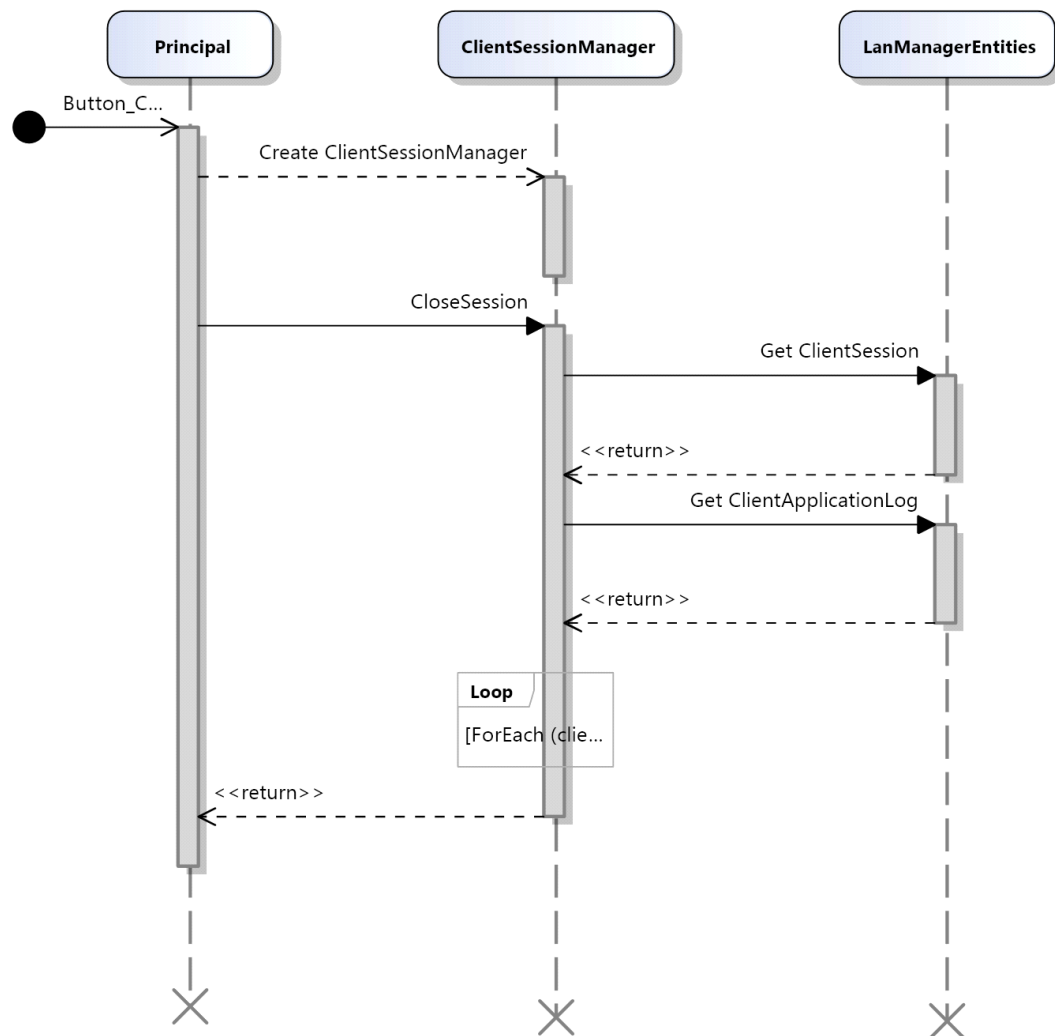 Principal
ClientSessionManager
LanManagerEntities
Button_C...
Create ClientSessionManager
CloseSession
Get ClientSession
<<return>>
Get ClientApplicationLog
<<return>>
Loop
[ForEach (clie...
<<return>>